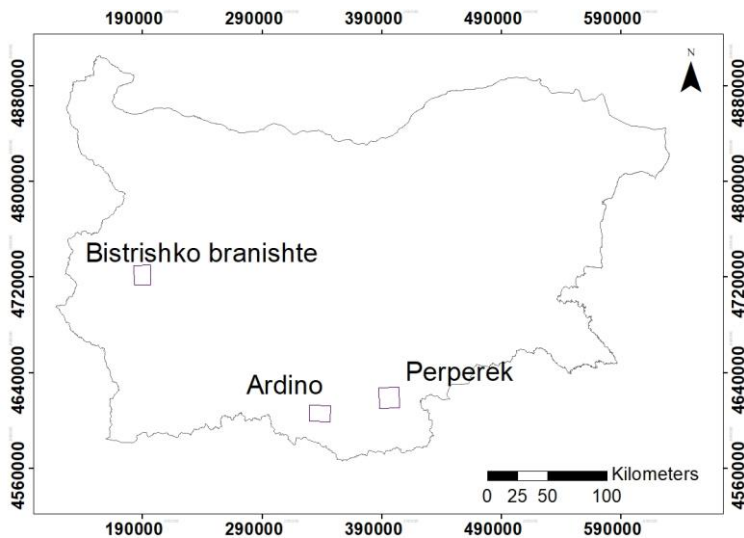 190000 290000 390000 490000 590000
N
4880000 4880000
4800000 4800000
Bistrishko branishte
4720000 4720000
Ardino
Perperek
4640000 4640000
Kilometers
0 25 50 100
4560000 4560000
190000 290000 390000 490000 590000